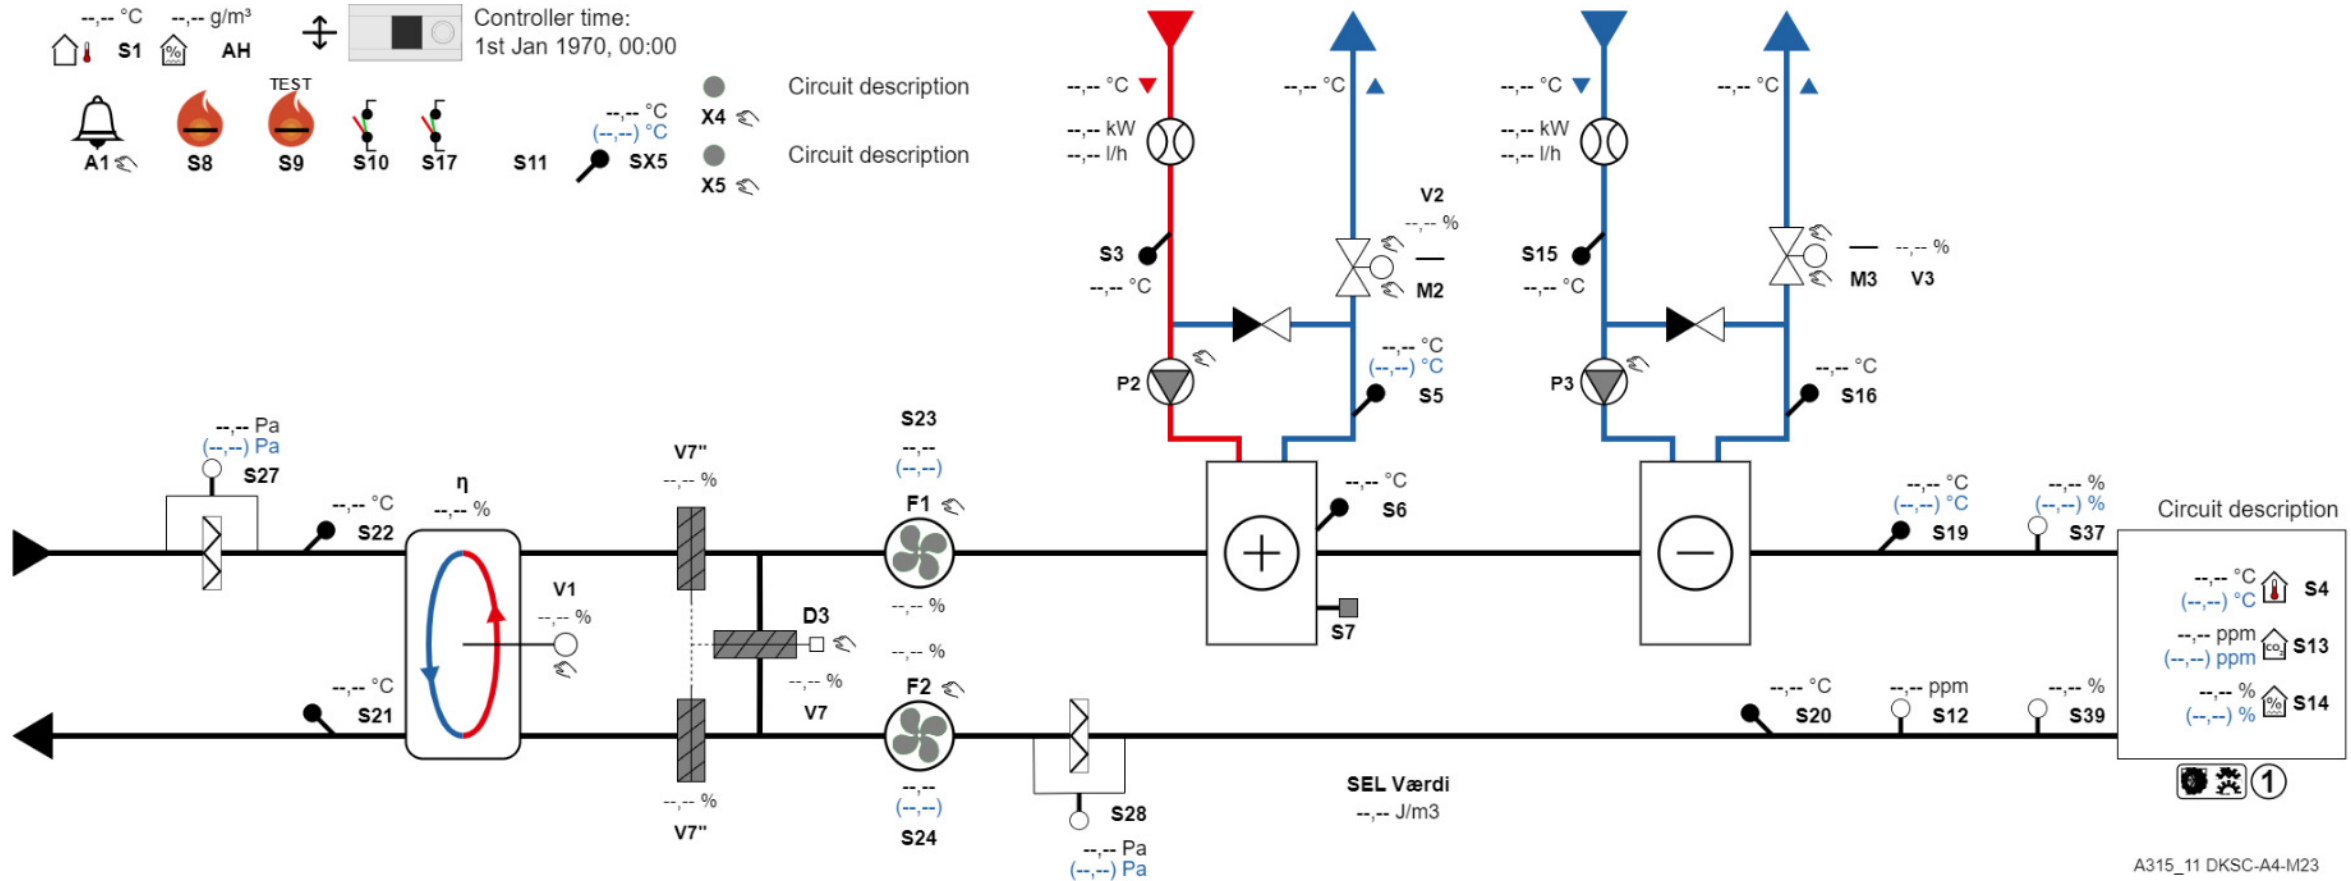 --,-- °C
--,-- g/m³
S1
AH
Controller time:
1st Jan 1970, 00:00
TEST
A1
S8
S9
S10
S17
S11
--,-- °C
(--,--) °C
SX5
X4
Circuit description
X5
Circuit description
--,-- °C
--,-- kW
--,-- l/h
S3
--,-- °C
P2
--,-- °C
V2
--,-- %
M2
--,-- °C
(--,--) °C
S5
--,-- °C
--,-- kW
--,-- l/h
S15
--,-- °C
P3
--,-- °C
--,-- %
M3
V3
--,-- °C
S16
--,-- Pa
(--,--) Pa
S27
--,-- °C
S22
η
--,-- %
V1
--,-- %
--,-- °C
S21
V7"
--,-- %
D3
--,-- %
V7
--,-- %
V7"
S23
--,--
(--,--)
F1
--,-- %
--,-- %
F2
--,--
(--,--)
S24
--,-- °C
S6
S7
S28
--,-- Pa
(--,--) Pa
SEL Værdi
--,-- J/m3
--,-- °C
(--,--) °C
S19
--,-- %
(--,--) %
S37
--,-- °C
S20
--,-- ppm
S12
--,-- %
S39
Circuit description
--,-- °C
(--,--) °C
S4
--,-- ppm
(--,--) ppm
CO2
S13
--,-- %
(--,--) %
%
S14
1
A315_11 DKSC-A4-M23